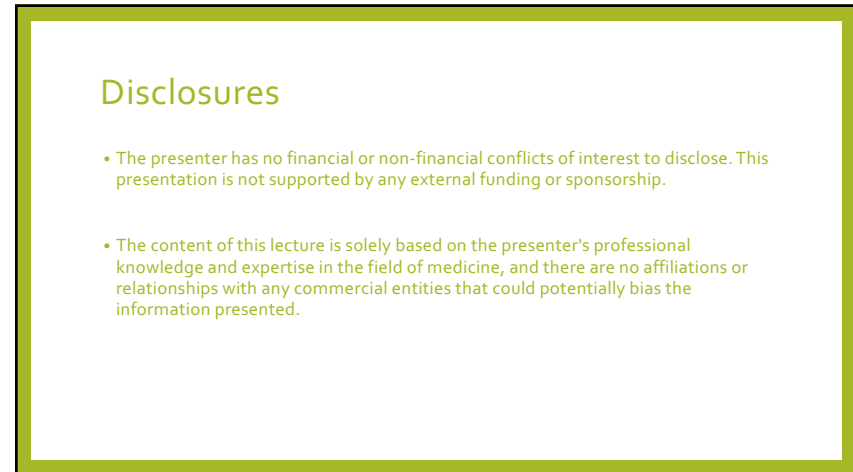 Disclosures
• The presenter has no financial or non-financial conflicts of interest to disclose. This
presentation is not supported by any external funding or sponsorship.
• The content of this lecture is solely based on the presenter's professional
knowledge and expertise in the field of medicine, and there are no affiliations or
relationships with any commercial entities that could potentially bias the
information presented.